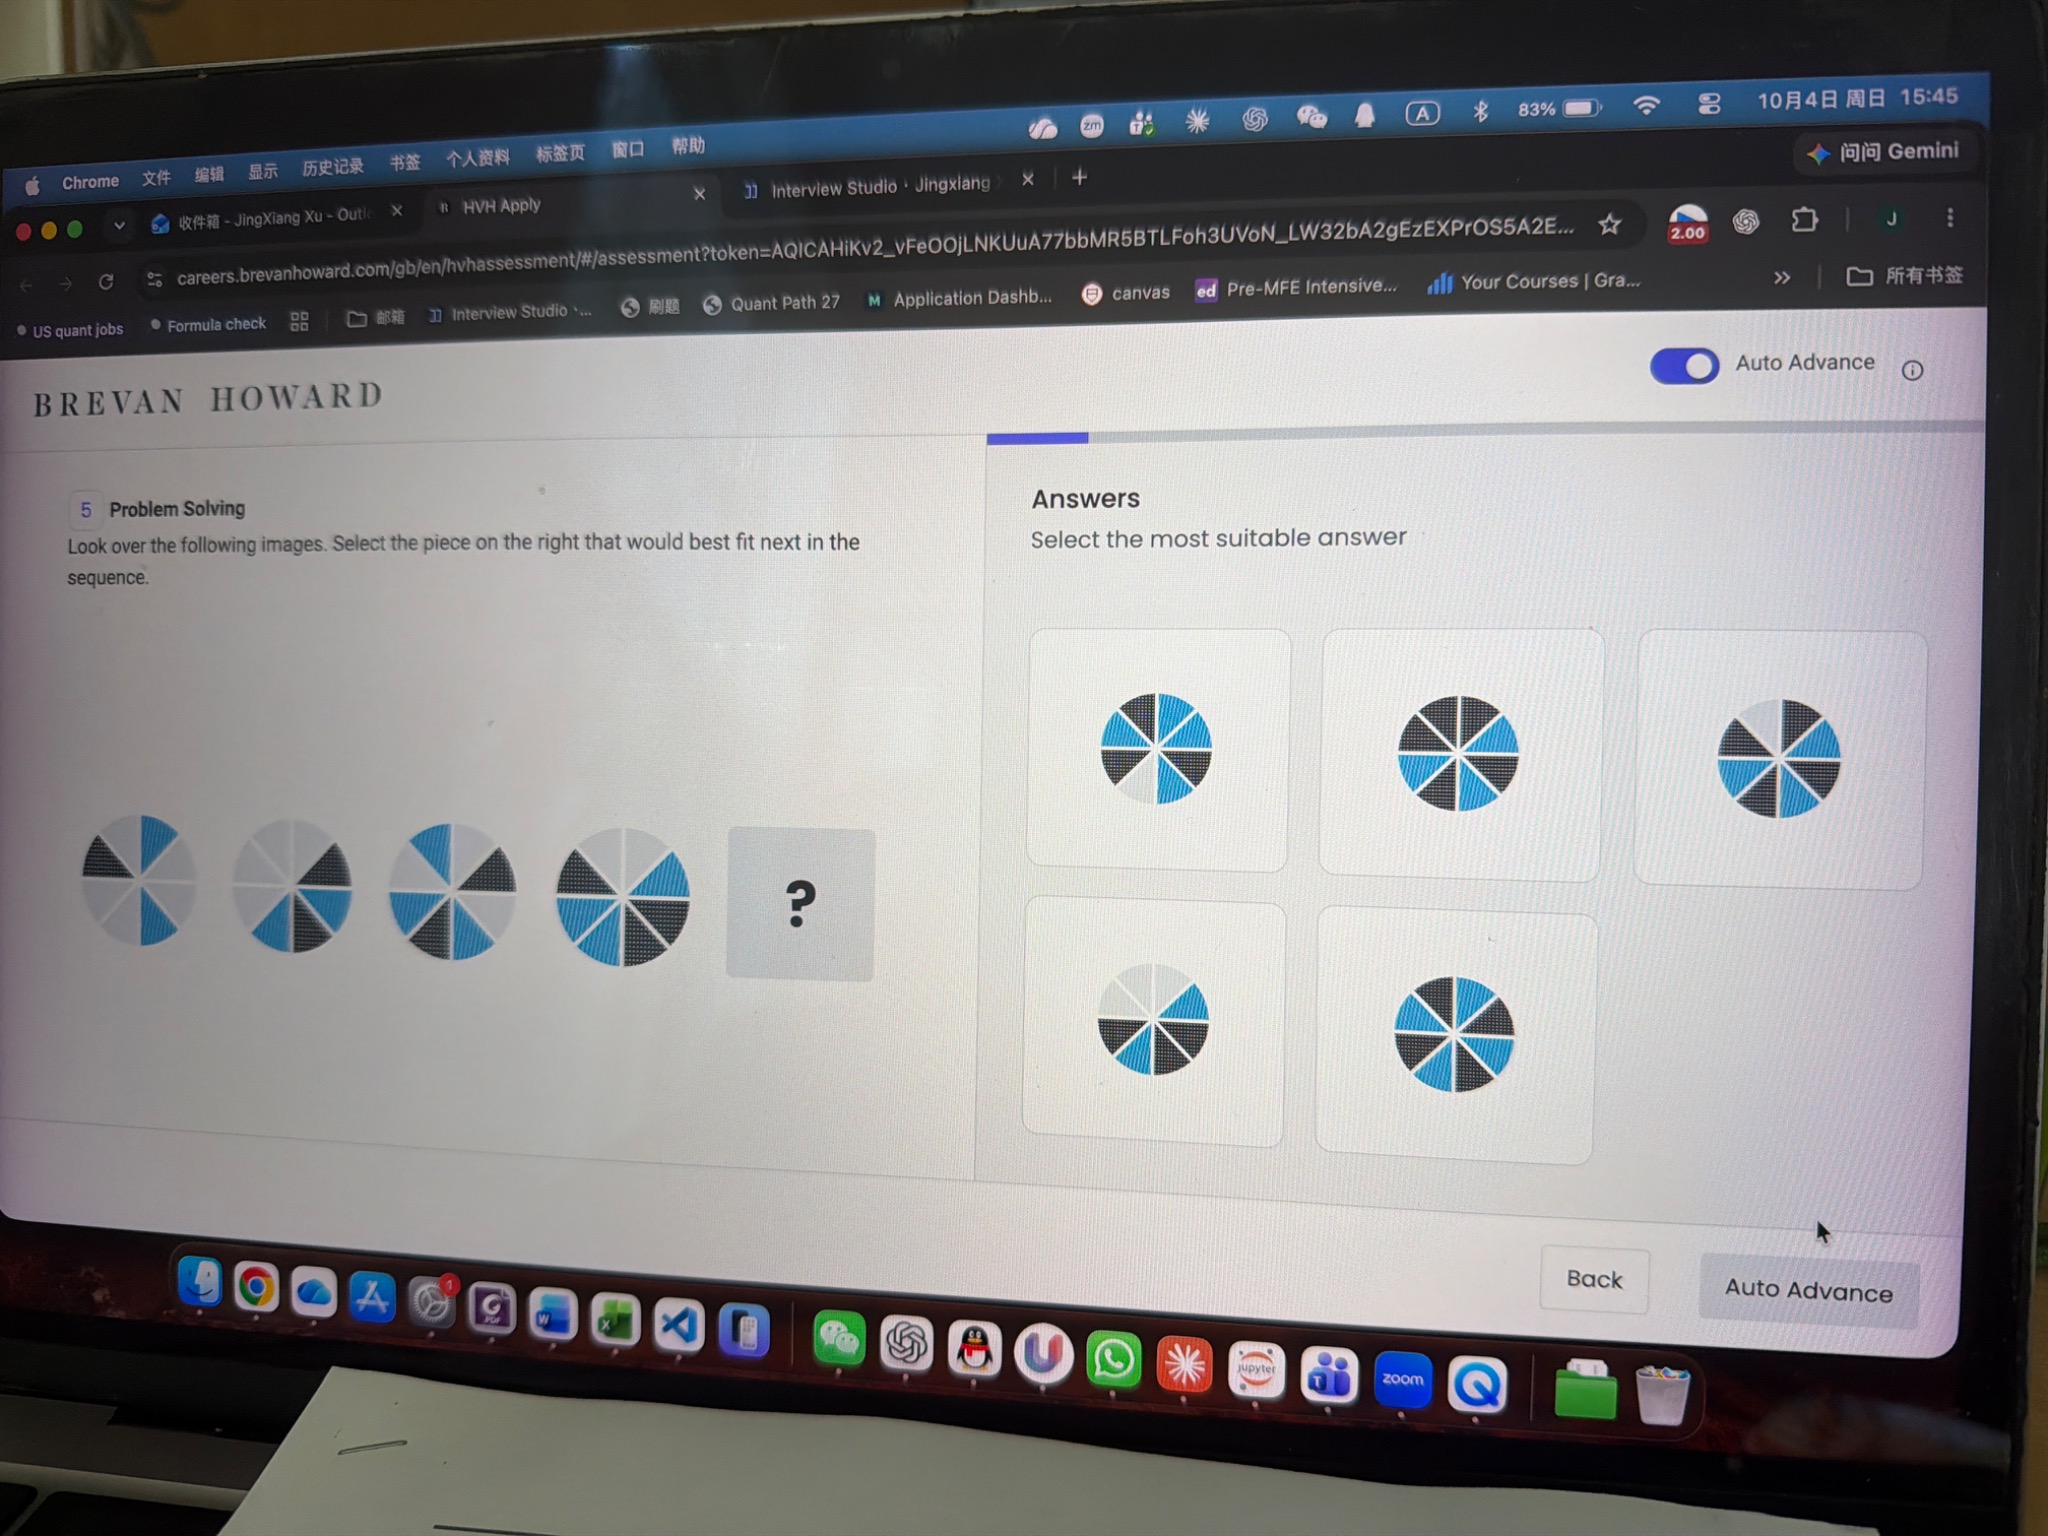 Chrome 文件 编辑 显示 历史记录 书签 个人资料 标签页 窗口 帮助 zm A 83% 10月4日 周日 15:45
收件箱 - JingXiang Xu - Outl HVH Apply Interview Studio · Jingxiang 问问 Gemini
careers.brevanhoward.com/gb/en/hvhassessment/#/assessment?token=AQICAHiKv2_vFeOOjLNKUuA77bbMR5BTLFoh3UVoN_LW32bA2gEzEXPrOS5A2E... 2.00 J
US quant jobs Formula check 邮箱 Interview Studio ·... 刷题 Quant Path 27 M Application Dashb... canvas ed Pre-MFE Intensive... Your Courses | Gra... 所有书签
BREVAN HOWARD
Auto Advance
5 Problem Solving
Look over the following images. Select the piece on the right that would best fit next in the
sequence.
?
Answers
Select the most suitable answer
Back
Auto Advance
1
PDF
W
X
U
jupyter
T
zoom